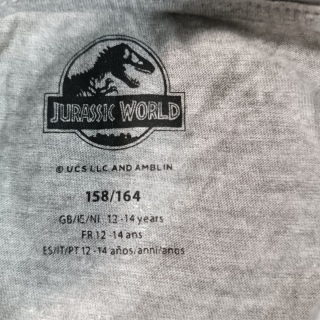 JURASSIC WORLD
© UCS LLC AND AMBLIN
158/164
GB/IE/NI 12-14 years
FR 12-14 ans
ES/IT/PT 12-14 años/anni/anos